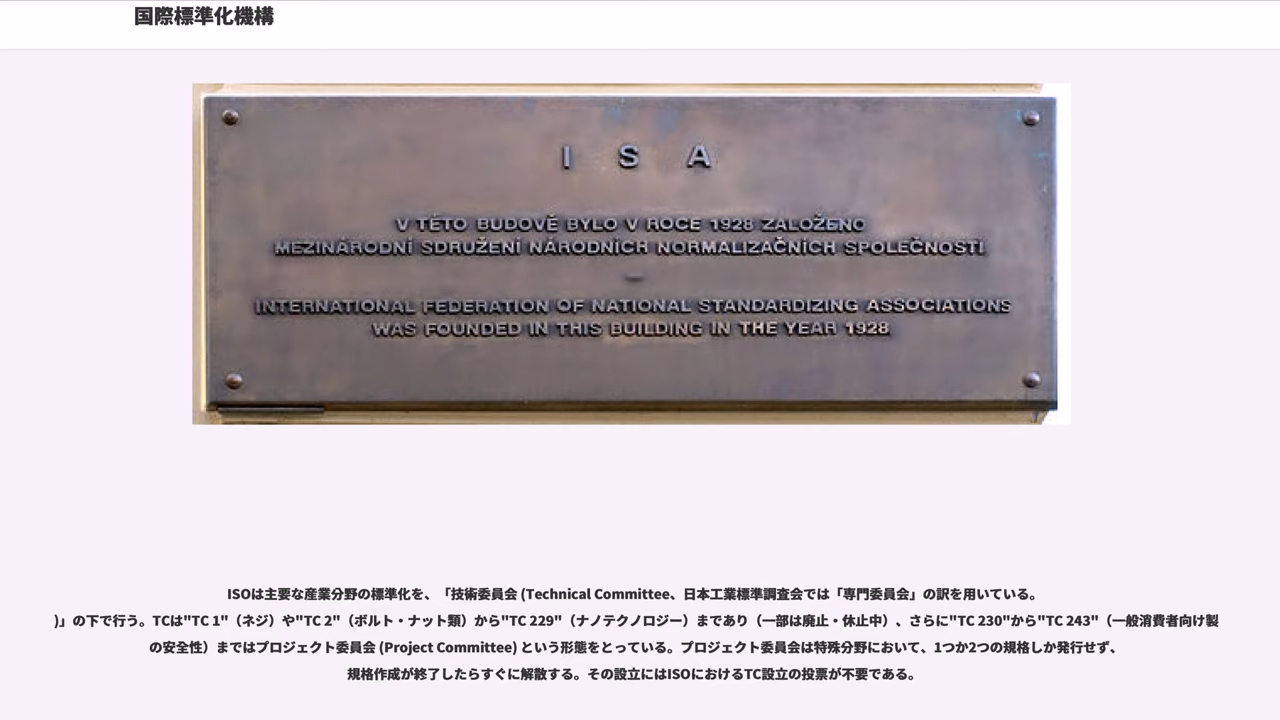 国際標準化機構
I S A
V TÉTO BUDOVĚ BYLO V ROCE 1928 ZALOŽENO
MEZINÁRODNÍ SDRUŽENÍ NÁRODNÍCH NORMALIZAČNÍCH SPOLEČNOSTÍ
—
INTERNATIONAL FEDERATION OF NATIONAL STANDARDIZING ASSOCIATIONS
WAS FOUNDED IN THIS BUILDING IN THE YEAR 1928
ISOは主要な産業分野の標準化を、「技術委員会 (Technical Committee、日本工業標準調査会では「専門委員会」の訳を用いている。
)」の下で行う。TCは"TC 1"（ネジ）や"TC 2"（ボルト・ナット類）から"TC 229"（ナノテクノロジー）まであり（一部は廃止・休止中）、さらに"TC 230"から"TC 243"（一般消費者向け製
の安全性）まではプロジェクト委員会 (Project Committee) という形態をとっている。プロジェクト委員会は特殊分野において、1つか2つの規格しか発行せず、
規格作成が終了したらすぐに解散する。その設立にはISOにおけるTC設立の投票が不要である。